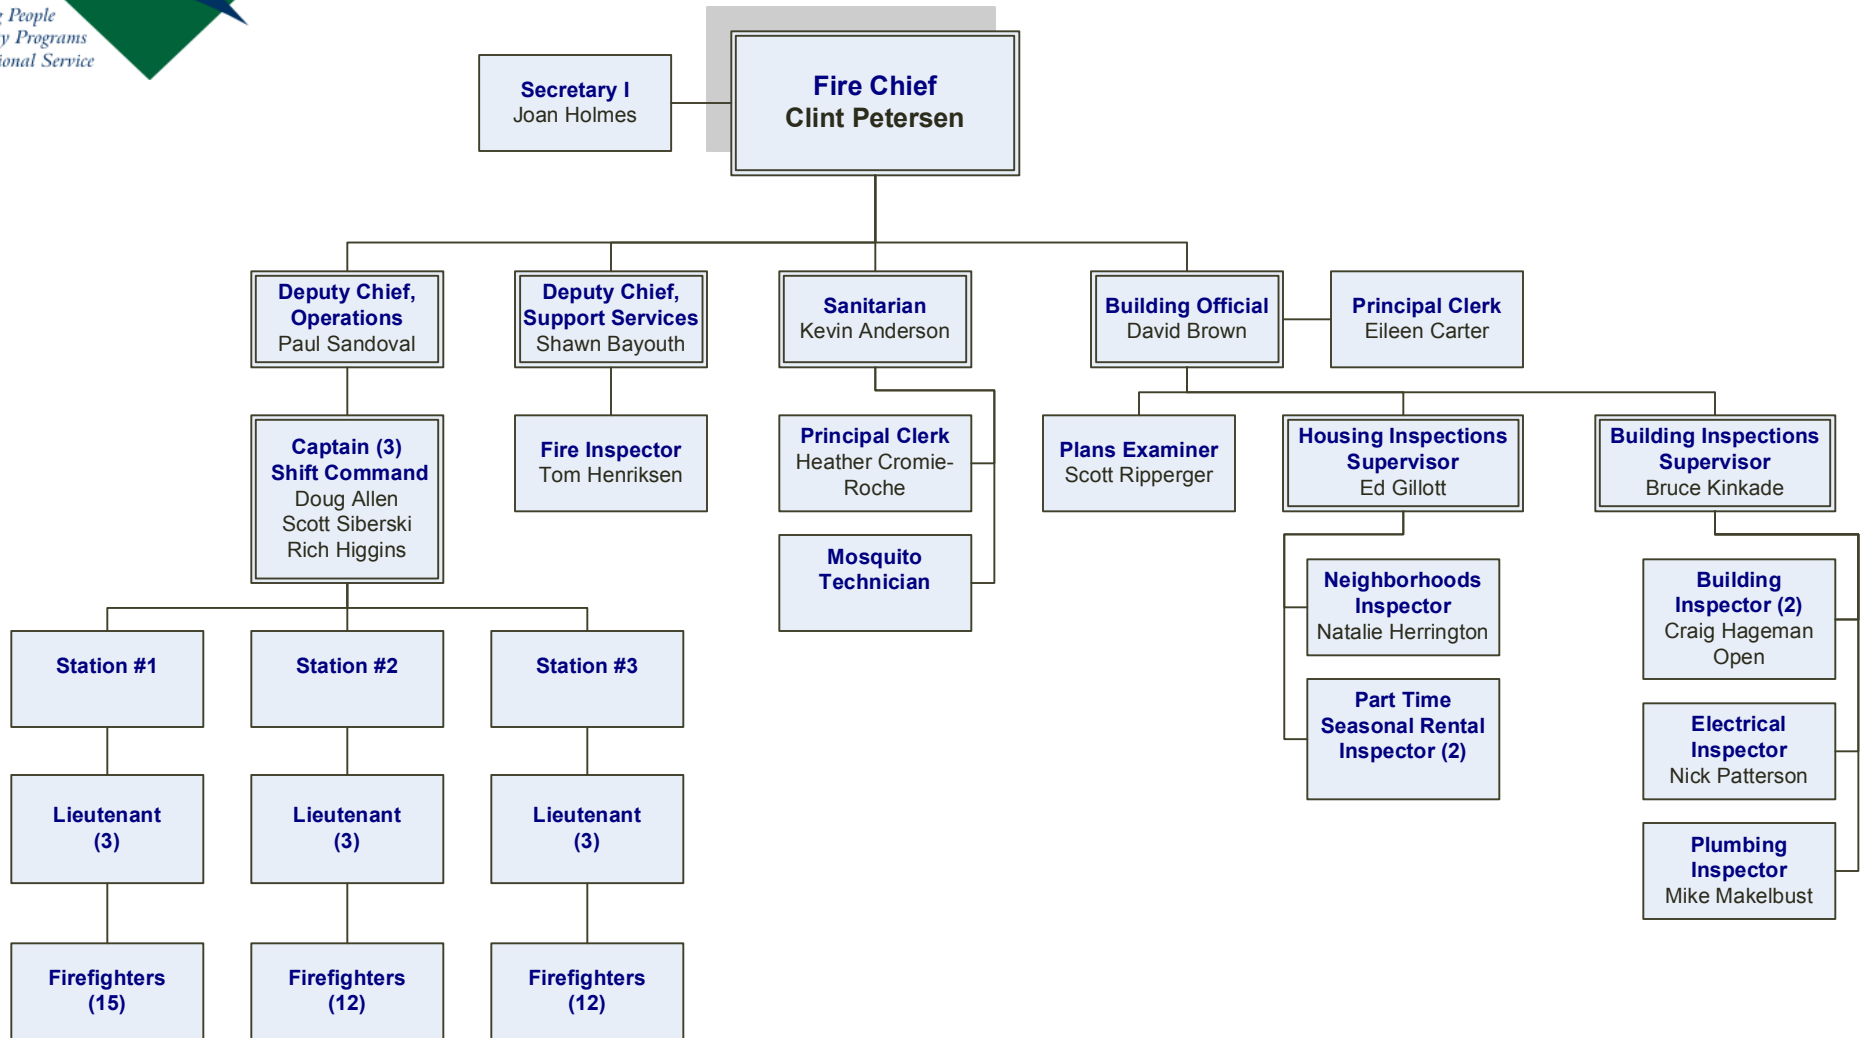 People
Programs
Service
Secretary I
Joan Holmes
Fire Chief
Clint Petersen
Deputy Chief,
Operations
Paul Sandoval
Deputy Chief,
Support Services
Shawn Bayouth
Sanitarian
Kevin Anderson
Building Official
David Brown
Principal Clerk
Eileen Carter
Captain (3)
Shift Command
Doug Allen
Scott Siberski
Rich Higgins
Fire Inspector
Tom Henriksen
Principal Clerk
Heather Cromie-
Roche
Mosquito
Technician
Plans Examiner
Scott Ripperger
Housing Inspections
Supervisor
Ed Gillott
Building Inspections
Supervisor
Bruce Kinkade
Neighborhoods
Inspector
Natalie Herrington
Part Time
Seasonal Rental
Inspector (2)
Building
Inspector (2)
Craig Hageman
Open
Electrical
Inspector
Nick Patterson
Plumbing
Inspector
Mike Makelbust
Station #1
Station #2
Station #3
Lieutenant
(3)
Lieutenant
(3)
Lieutenant
(3)
Firefighters
(15)
Firefighters
(12)
Firefighters
(12)